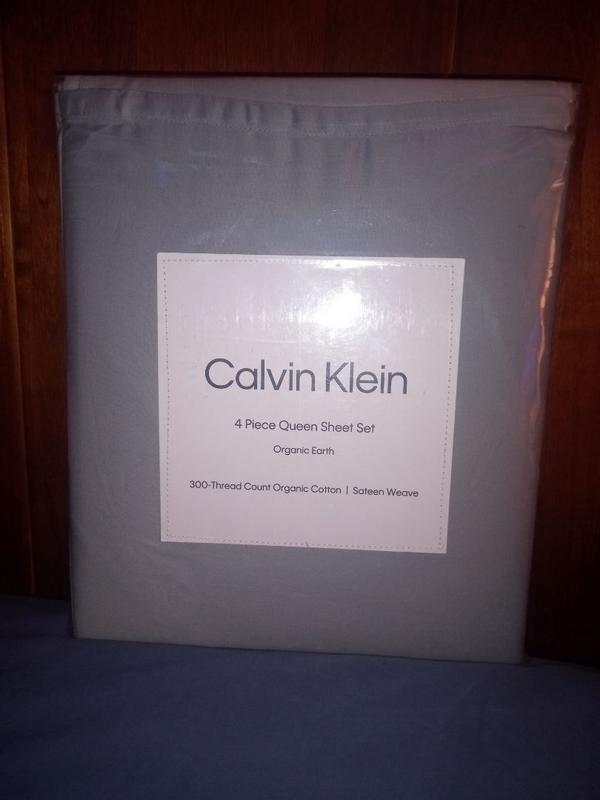 Calvin Klein
4 Piece Queen Sheet Set
Organic Earth
300-Thread Count Organic Cotton | Sateen Weave